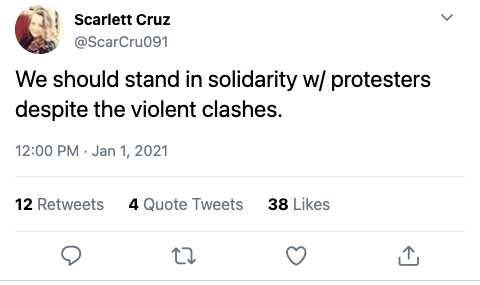 Scarlett Cruz
@ScarCru091
We should stand in solidarity w/ protesters
despite the violent clashes.
12:00 PM · Jan 1, 2021
12 Retweets 4 Quote Tweets 38 Likes